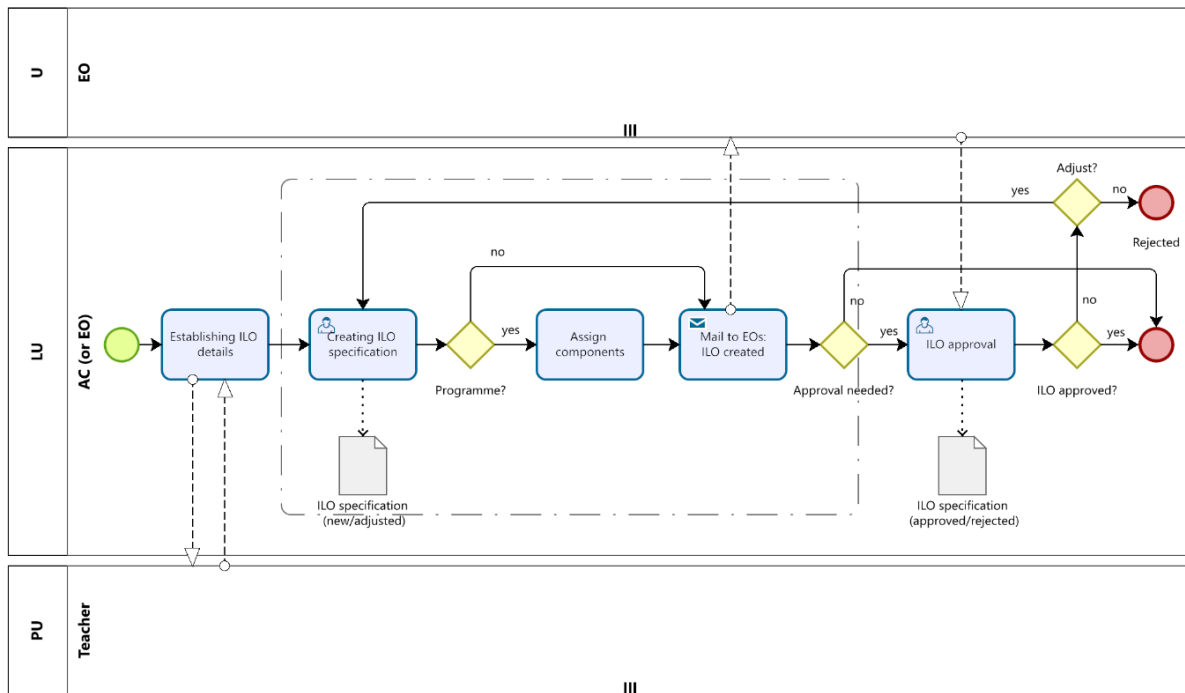 U
EO
LU
AC (or EO)
Adjust?
yes
no
Rejected
no
no
no
Establishing ILO
details
Creating ILO
specification
yes
Assign
components
Mail to EOs:
ILO created
yes
ILO approval
yes
Programme?
Approval needed?
ILO approved?
ILO specification
(new/adjusted)
ILO specification
(approved/rejected)
PU
Teacher